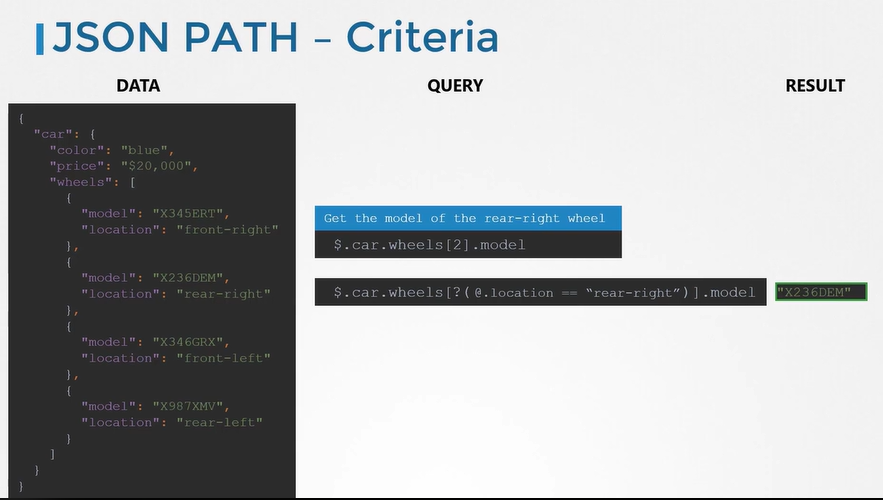 JSON PATH – Criteria
DATA
QUERY
RESULT
{
"car": {
"color": "blue",
"price": "$20,000",
"wheels": [
{
"model": "X345ERT",
"location": "front-right"
},
{
"model": "X236DEM",
"location": "rear-right"
},
{
"model": "X346GRX",
"location": "front-left"
},
{
"model": "X987XMV",
"location": "rear-left"
}
]
}
}
Get the model of the rear-right wheel
$.car.wheels[2].model
$.car.wheels[?(@.location == “rear-right”)].model
"X236DEM"